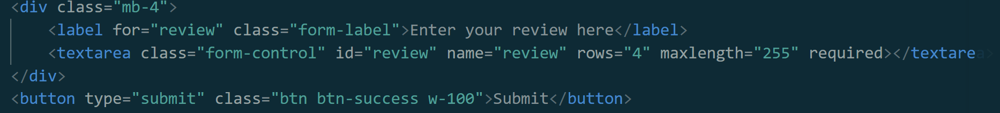 <div class="mb-4">
<label for="review" class="form-label">Enter your review here</label>
<textarea class="form-control" id="review" name="review" rows="4" maxlength="255" required></textarea>
</div>
<button type="submit" class="btn btn-success w-100">Submit</button>